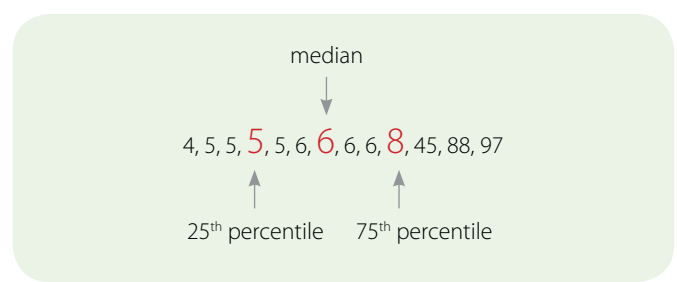 median
4, 5, 5, 5, 5, 6, 6, 6, 6, 8, 45, 88, 97
25th percentile 75th percentile